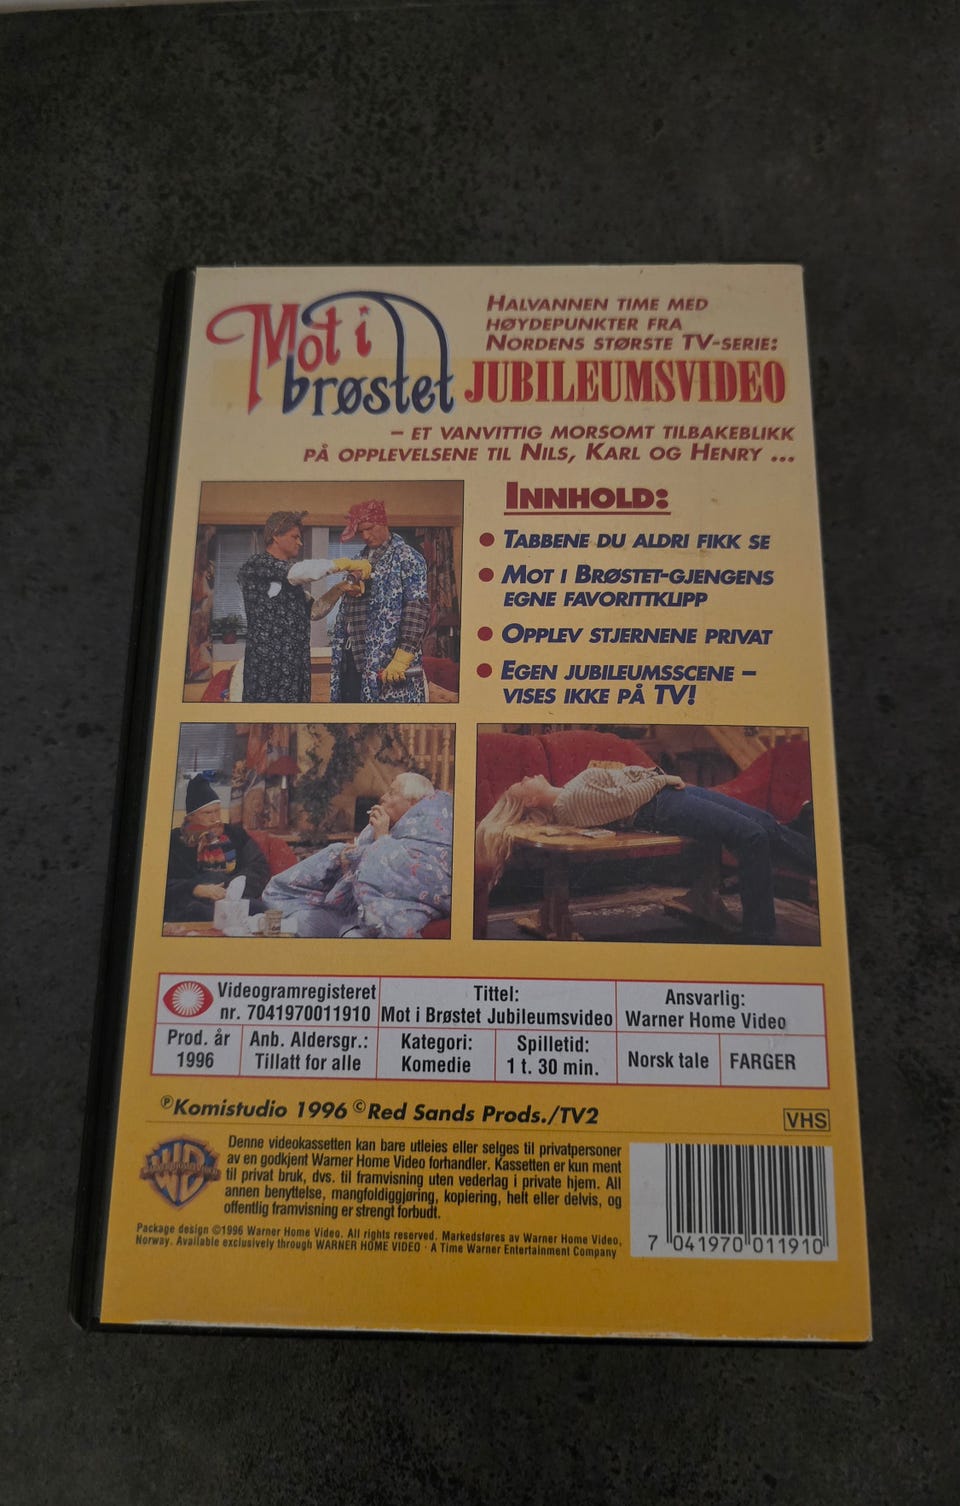 Mot i
brøstet
HALVANNEN TIME MED
HØYDEPUNKTER FRA
NORDENS STØRSTE TV-SERIE:
JUBILEUMSVIDEO
– ET VANVITTIG MORSOMT TILBAKEBLIKK
PÅ OPPLEVELSENE TIL NILS, KARL OG HENRY ...
INNHOLD:
● TABBENE DU ALDRI FIKK SE
● MOT I BRØSTET-GJENGENS
EGNE FAVORITTKLIPP
● OPPLEV STJERNENE PRIVAT
● EGEN JUBILEUMSSCENE –
VISES IKKE PÅ TV!
Videogramregisteret
nr. 7041970011910
Tittel:
Mot i Brøstet Jubileumsvideo
Ansvarlig:
Warner Home Video
Prod. år
1996
Anb. Aldersgr.:
Tillatt for alle
Kategori:
Komedie
Spilletid:
1 t. 30 min.
Norsk tale
FARGER
℗Komistudio 1996 ©Red Sands Prods./TV2
VHS
WB
Denne videokassetten kan bare utleies eller selges til privatpersoner
av en godkjent Warner Home Video forhandler. Kassetten er kun ment
til privat bruk, dvs. til framvisning uten vederlag i private hjem. All
annen benyttelse, mangfoldiggjøring, kopiering, helt eller delvis, og
offentlig framvisning er strengt forbudt.
Package design ©1996 Warner Home Video. All rights reserved. Markedsføres av Warner Home Video,
Norway. Available exclusively through WARNER HOME VIDEO · A Time Warner Entertainment Company
7 041970 011910